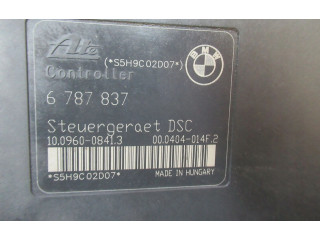 Ate
(*S5H9C02D07*)
BMW
Controller
6 787 837
Steuergeraet DSC
10.0960-0841.3 00.0404-014F.2
*S5H9C02D07* MADE IN HUNGARY